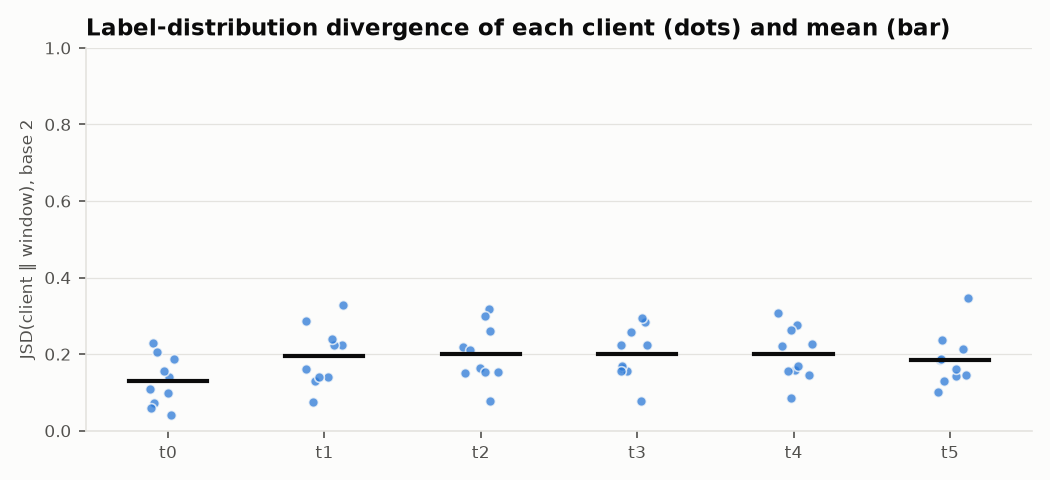 Label-distribution divergence of each client (dots) and mean (bar)
JSD(client ∥ window), base 2
1.0
0.8
0.6
0.4
0.2
0.0
t0 t1 t2 t3 t4 t5